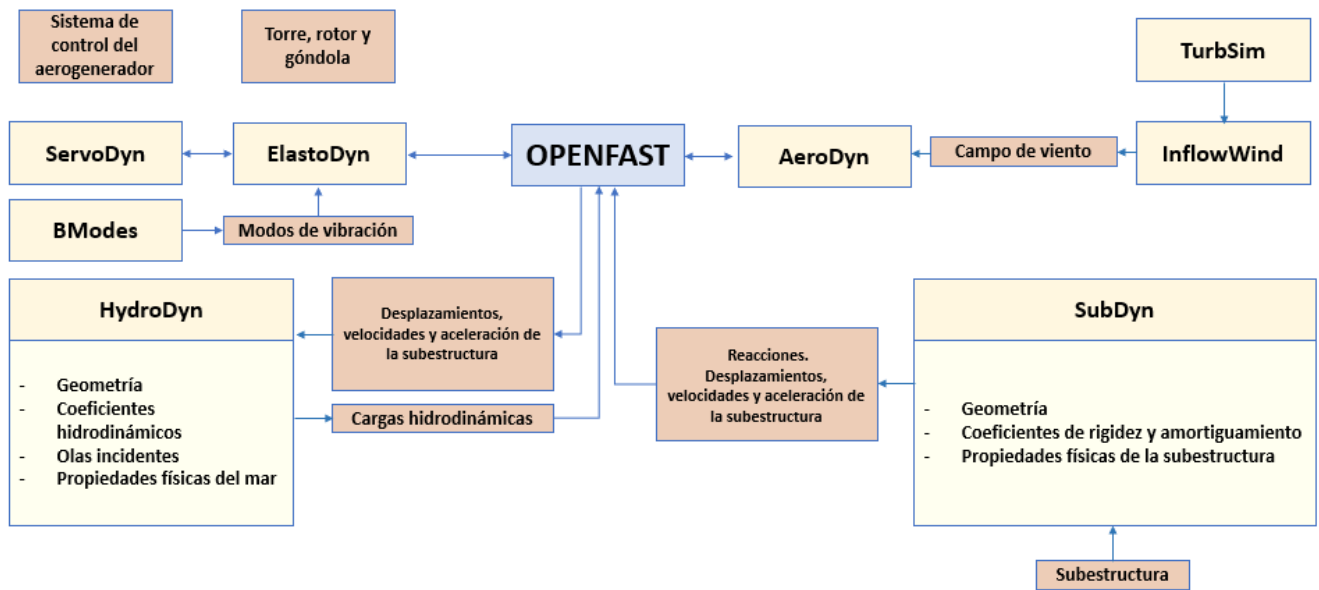 Sistema de
control del
aerogenerador
Torre, rotor y
góndola
TurbSim
ServoDyn
ElastoDyn
OPENFAST
AeroDyn
Campo de viento
InflowWind
BModes
Modos de vibración
HydroDyn
- Geometría
- Coeficientes
hidrodinámicos
- Olas incidentes
- Propiedades físicas del mar
Desplazamientos,
velocidades y aceleración de
la subestructura
Cargas hidrodinámicas
Reacciones.
Desplazamientos,
velocidades y aceleración de
la subestructura
SubDyn
- Geometría
- Coeficientes de rigidez y amortiguamiento
- Propiedades físicas de la subestructura
Subestructura